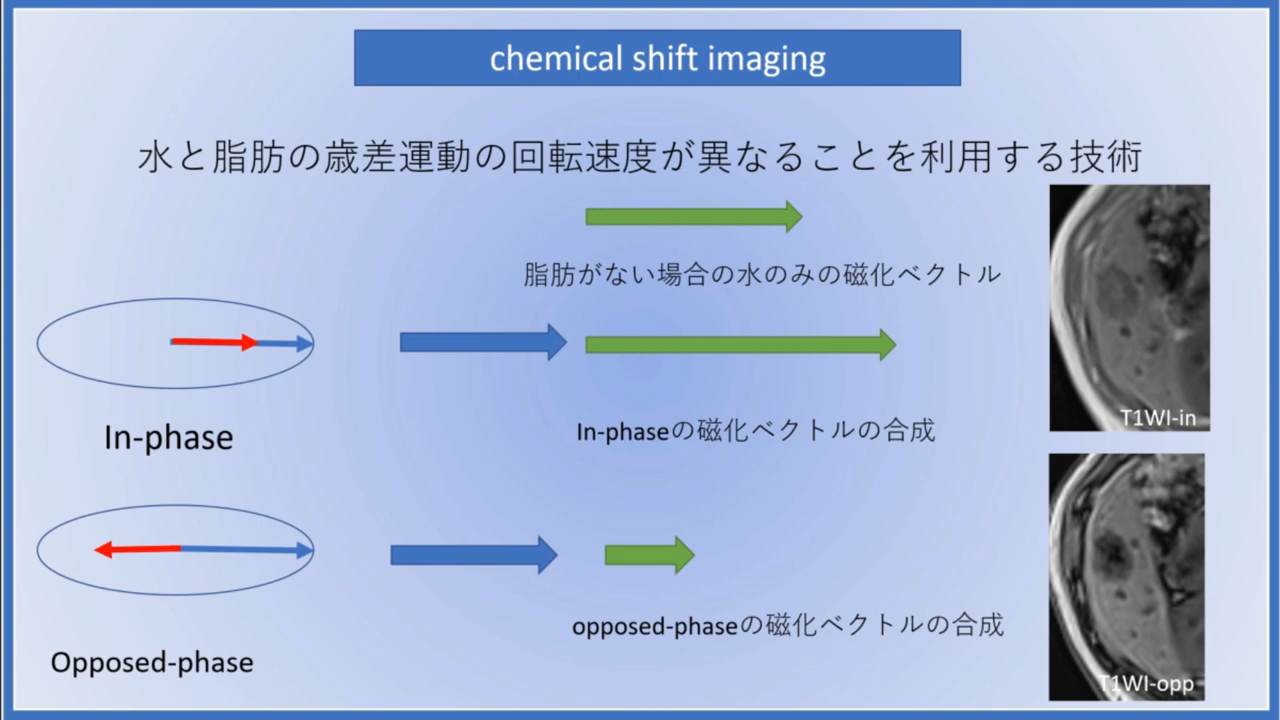 chemical shift imaging
水と脂肪の歳差運動の回転速度が異なることを利用する技術
脂肪がない場合の水のみの磁化ベクトル
In-phase
In-phaseの磁化ベクトルの合成
T1WI-in
Opposed-phase
opposed-phaseの磁化ベクトルの合成
T1WI-opp